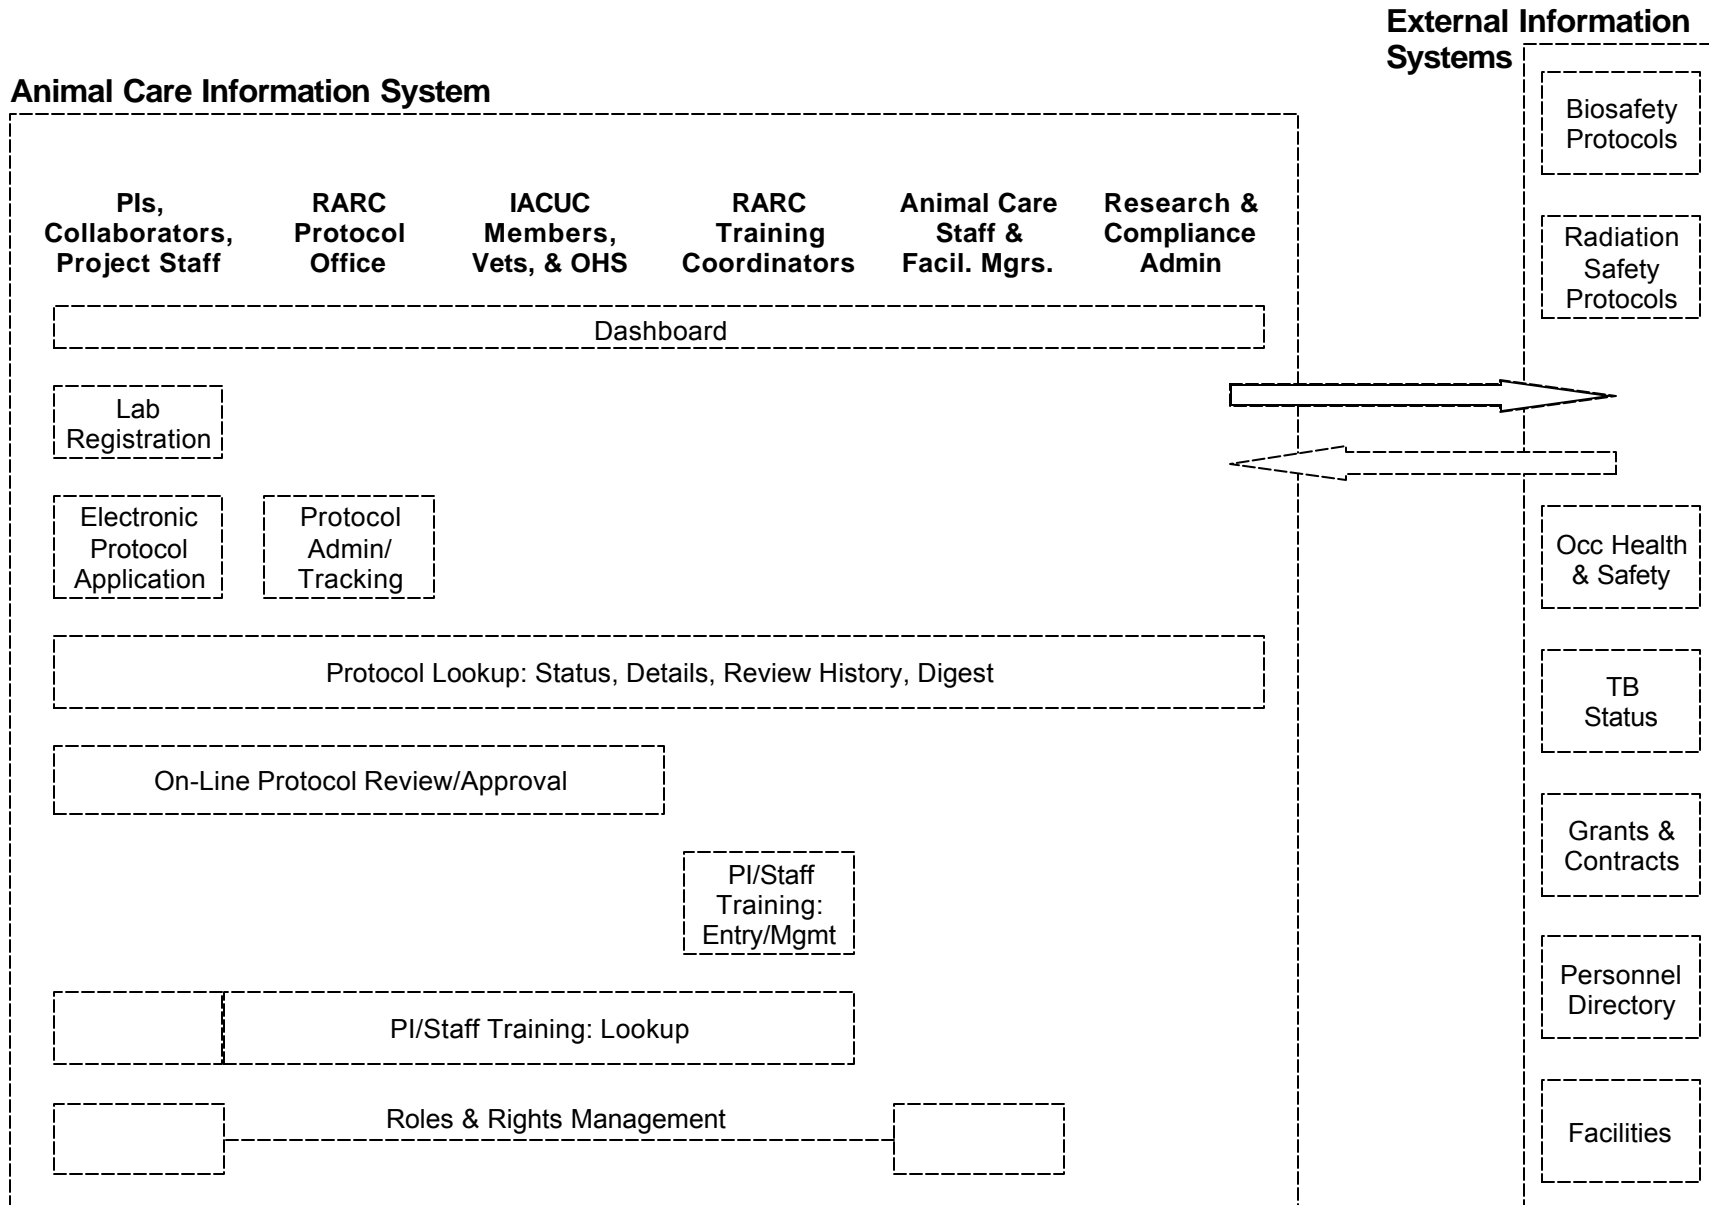 External Information
Systems
Animal Care Information System
Biosafety
Protocols
PIs,
Collaborators,
Project Staff
RARC
Protocol
Office
IACUC
Members,
Vets, & OHS
RARC
Training
Coordinators
Animal Care
Staff &
Facil. Mgrs.
Research &
Compliance
Admin
Radiation
Safety
Protocols
Dashboard
Lab
Registration
Electronic
Protocol
Application
Protocol
Admin/
Tracking
Occ Health
& Safety
Protocol Lookup: Status, Details, Review History, Digest
TB
Status
On-Line Protocol Review/Approval
Grants &
Contracts
PI/Staff
Training:
Entry/Mgmt
Personnel
Directory
PI/Staff Training: Lookup
Roles & Rights Management
Facilities